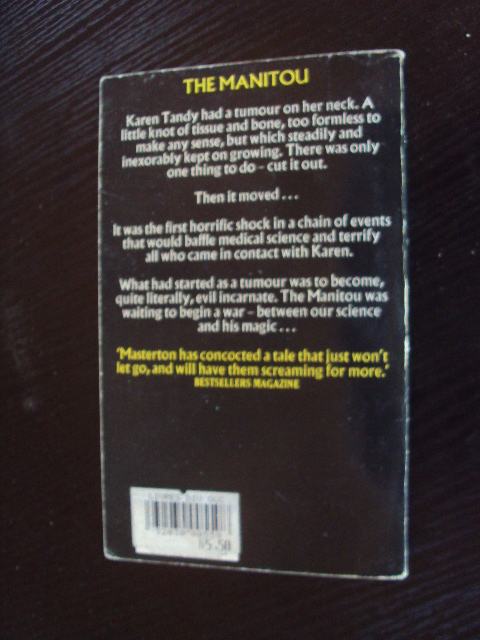 THE MANITOU
Karen Tandy had a tumour on her neck. A
little knot of tissue and bone, too formless to
make any sense, but which steadily and
inexorably kept on growing. There was only
one thing to do – cut it out.
Then it moved...
It was the first horrific shock in a chain of events
that would baffle medical science and terrify
all who came in contact with Karen.
What had started as a tumour was to become,
quite literally, evil incarnate. The Manitou was
waiting to begin a war – between our science
and his magic...
'Masterton has concocted a tale that just won't
let go, and will have them screaming for more.'
BESTSELLERS MAGAZINE